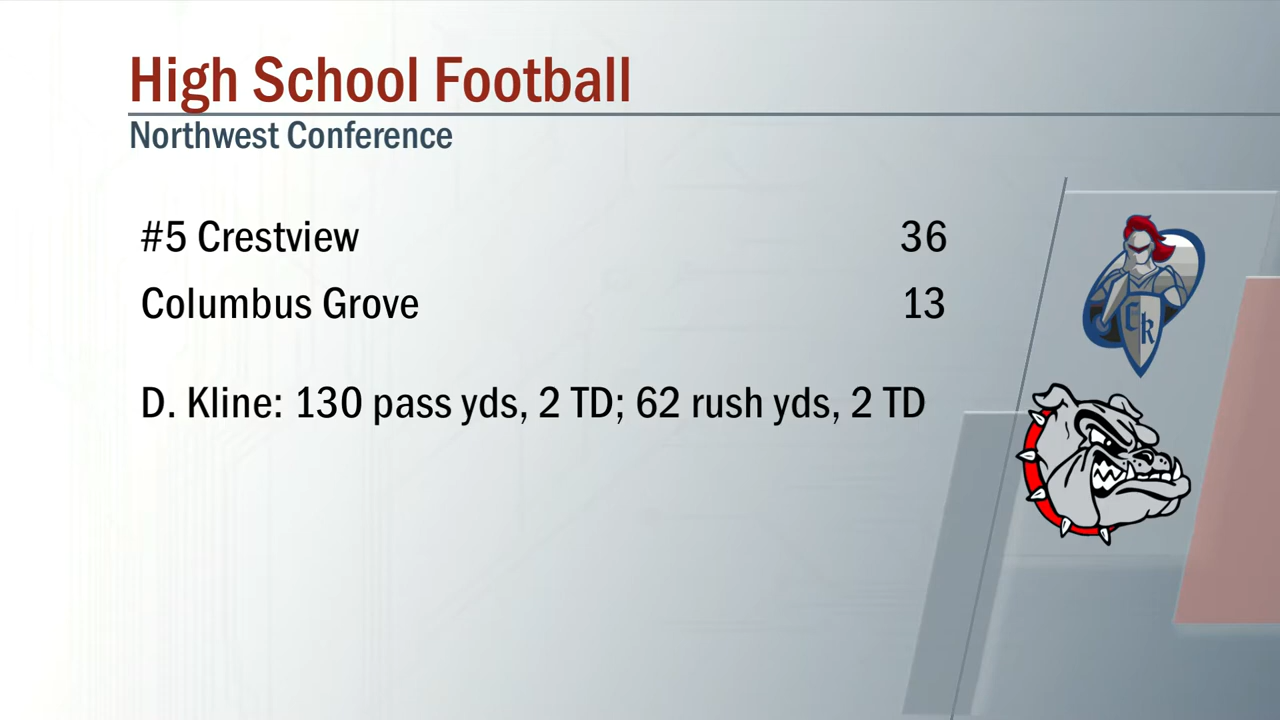 High School Football
Northwest Conference
#5 Crestview 36
Columbus Grove 13
D. Kline: 130 pass yds, 2 TD; 62 rush yds, 2 TD
C K